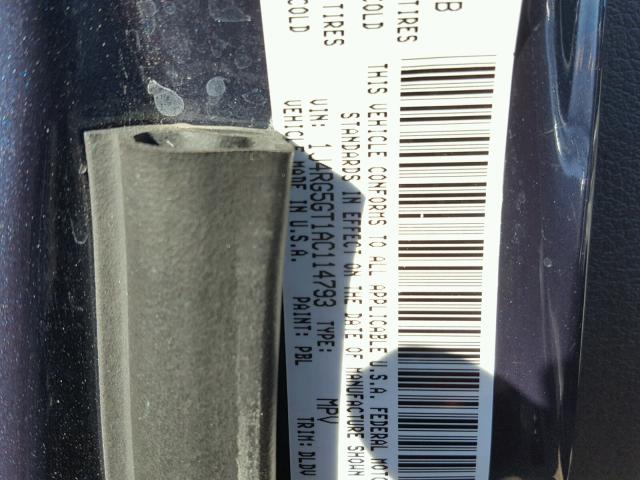 B
TIRES
COLD
TIRES
COLD
THIS VEHICLE CONFORMS TO ALL APPLICABLE U.S.A. FEDERAL MOTO
STANDARDS IN EFFECT ON THE DATE OF MANUFACTURE SHOWN
VIN: 1J4RG5GT1AC114793 TYPE: MPV
VEHICLE MADE IN U.S.A. PAINT: PBL TRIM: DLDV